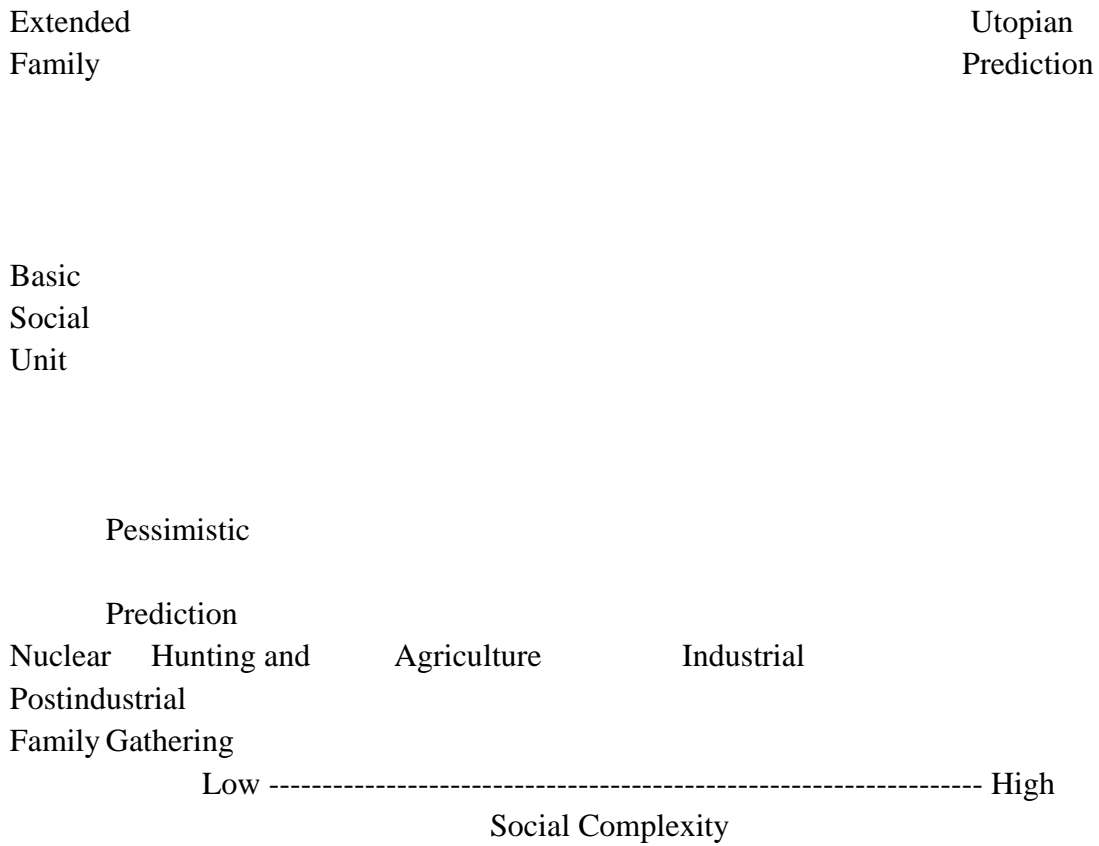 Extended Utopian
Family Prediction
Basic
Social
Unit
Pessimistic
Prediction
Nuclear Hunting and Agriculture Industrial
Postindustrial
Family Gathering
Low ------------------------------------------------------------------- High
Social Complexity